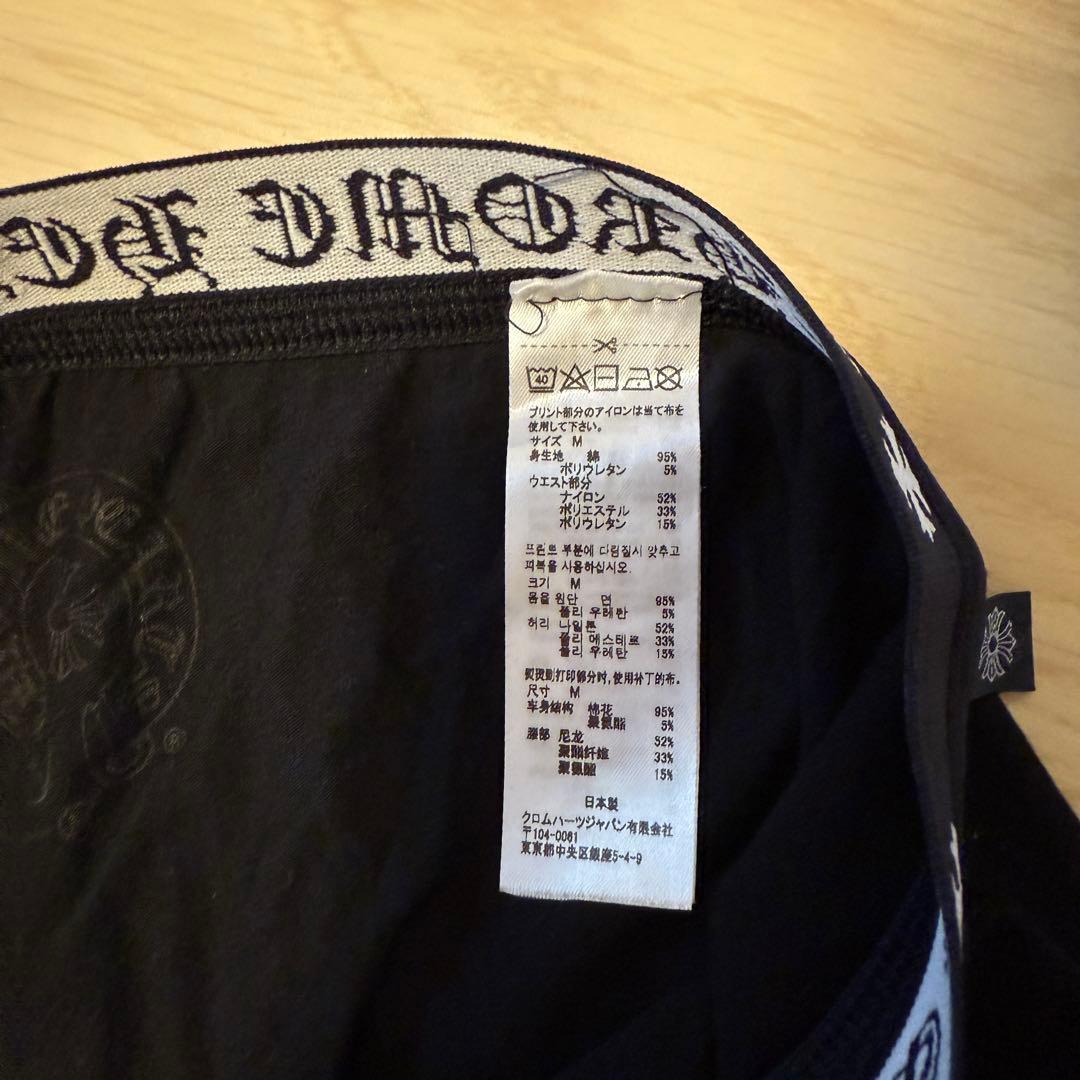 40
プリント部分のアイロンは当て布を
使用して下さい。
サイズ M
身生地 綿 95%
ポリウレタン 5%
ウエスト部分
ナイロン 52%
ポリエステル 33%
ポリウレタン 15%
프린트 부분에 다림질시 맞추고
피복을 사용하십시오.
크기 M
몸을 원단 면 95%
폴리 우레탄 5%
허리 나일론 52%
폴리 에스테르 33%
폴리 우레탄 15%
熨烫到打印部分时,使用补丁的布。
尺寸 M
车身结构 棉花 95%
聚氨酯 5%
腰部 尼龙 52%
聚酯纤维 33%
聚氨酯 15%
日本製
クロムハーツジャパン有限会社
〒104-0061
東京都中央区銀座5-4-9
®